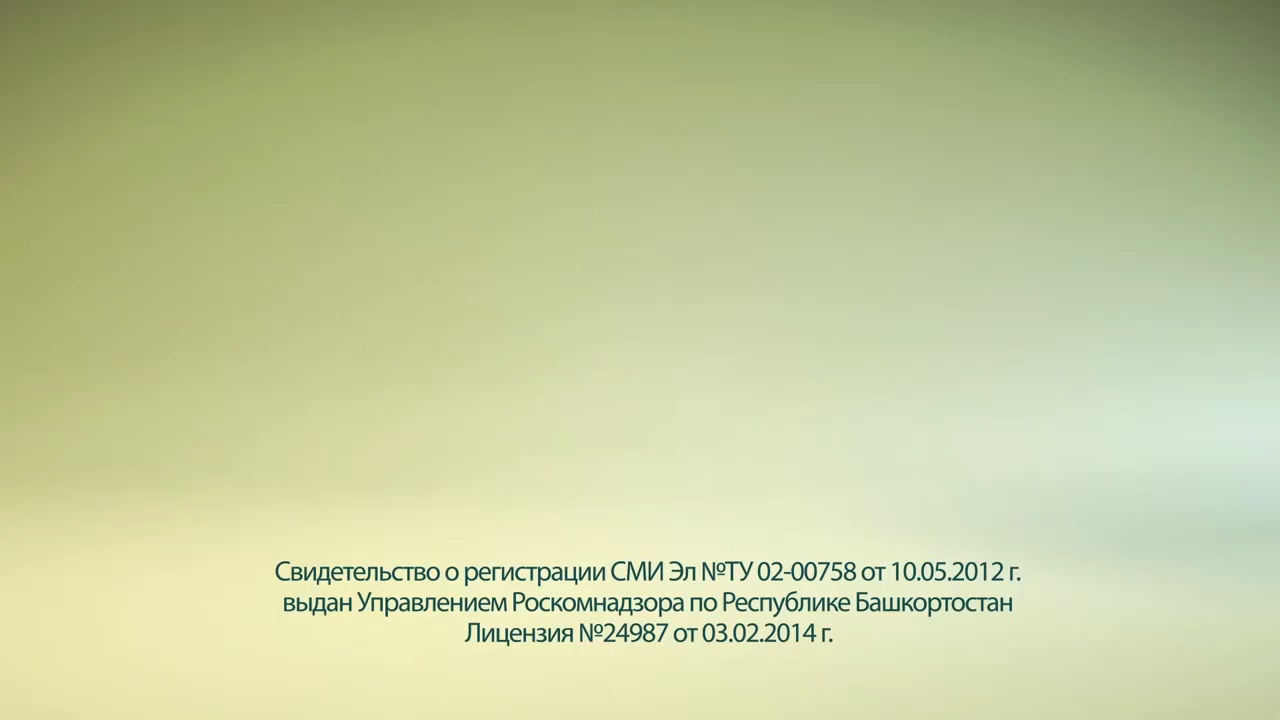 Свидетельство о регистрации СМИ Эл №ТУ 02-00758 от 10.05.2012 г.
выдан Управлением Роскомнадзора по Республике Башкортостан
Лицензия №24987 от 03.02.2014 г.